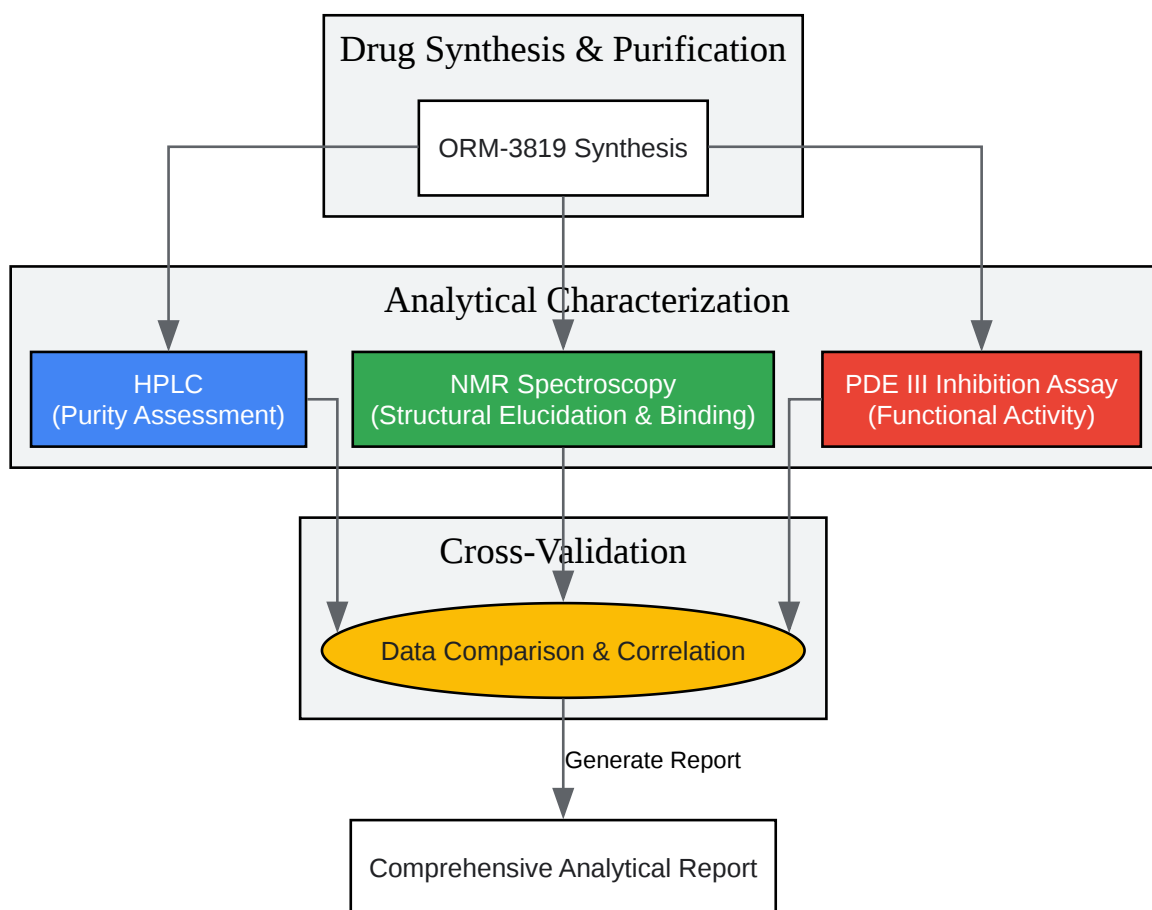 Drug Synthesis & Purification
ORM-3819 Synthesis
Analytical Characterization
HPLC
(Purity Assessment)
NMR Spectroscopy
(Structural Elucidation & Binding)
PDE III Inhibition Assay
(Functional Activity)
Cross-Validation
Data Comparison & Correlation
Generate Report
Comprehensive Analytical Report